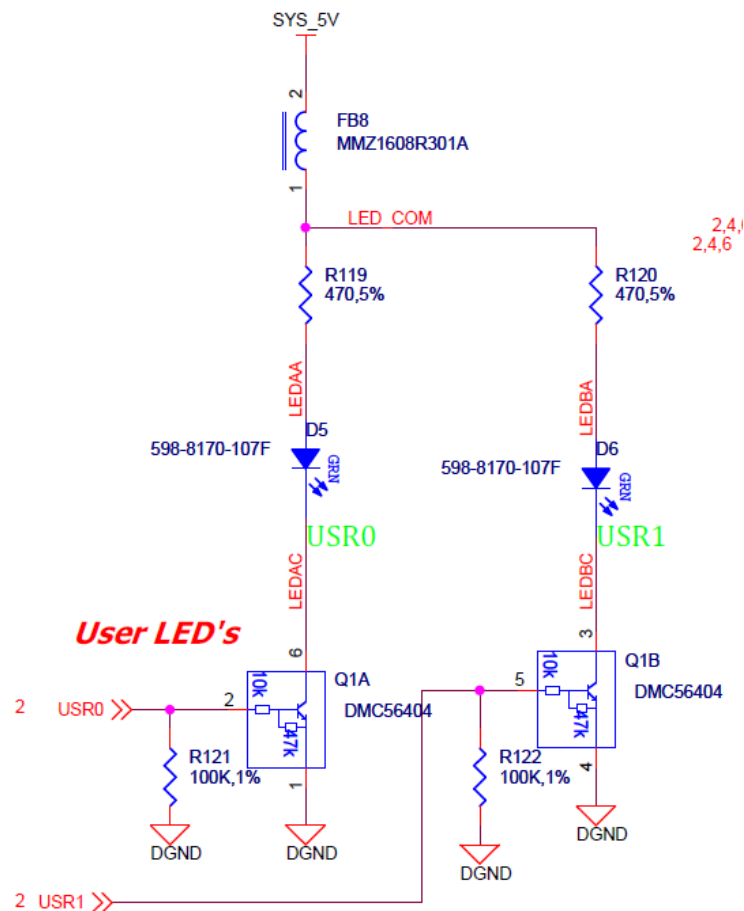 SYS_5V
2
FB8
MMZ1608R301A
1
LED_COM
2,4,6
2,4,6
R119
470,5%
R120
470,5%
LEDAA
LEDBA
D5
598-8170-107F
GRN
D6
598-8170-107F
GRN
USR0
USR1
LEDAC
LEDBC
User LED's
6
3
10k
Q1A
10k
Q1B
2 USR0
2
47k
DMC56404
5
47k
DMC56404
R121
100K,1%
1
R122
100K,1%
4
DGND
DGND
DGND
DGND
2 USR1